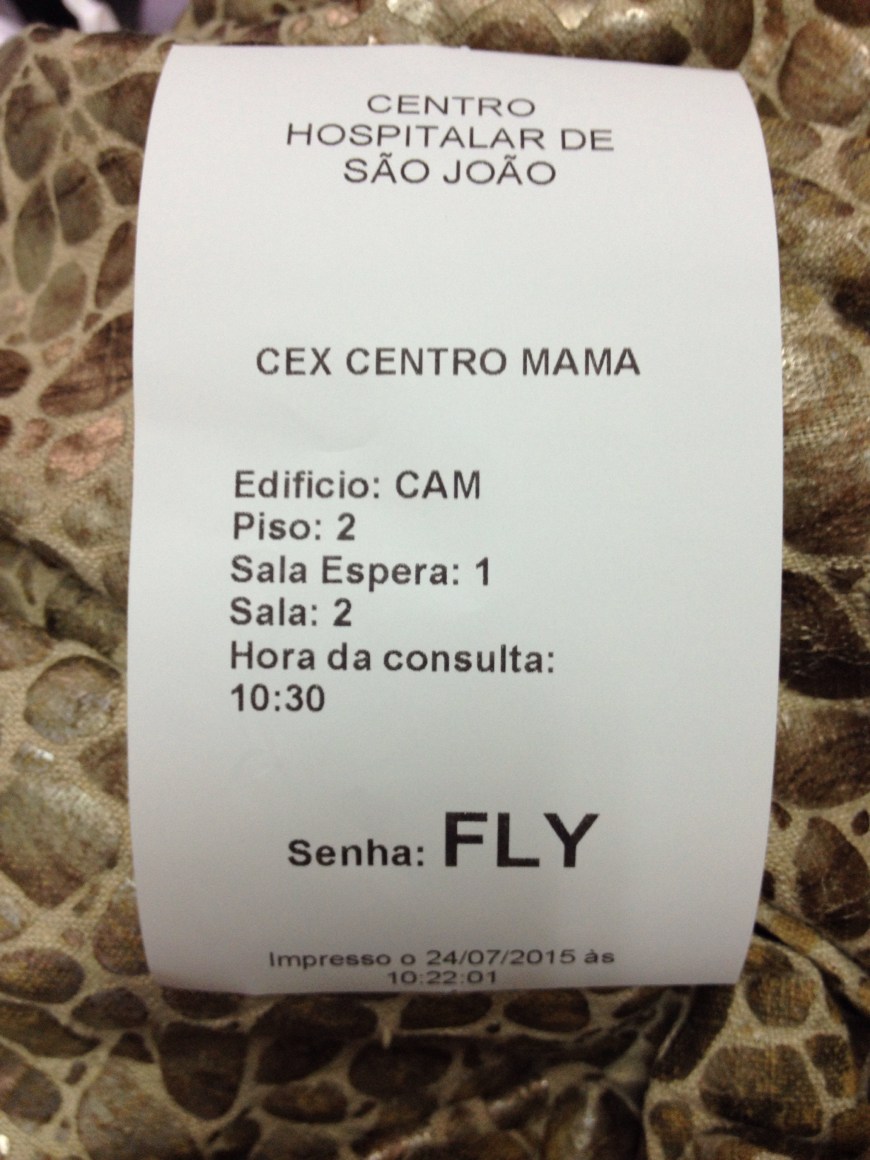 CENTRO
HOSPITALAR DE
SÃO JOÃO
CEX CENTRO MAMA
Edificio: CAM
Piso: 2
Sala Espera: 1
Sala: 2
Hora da consulta:
10:30
Senha: FLY
Impresso o 24/07/2015 às
10:22:01